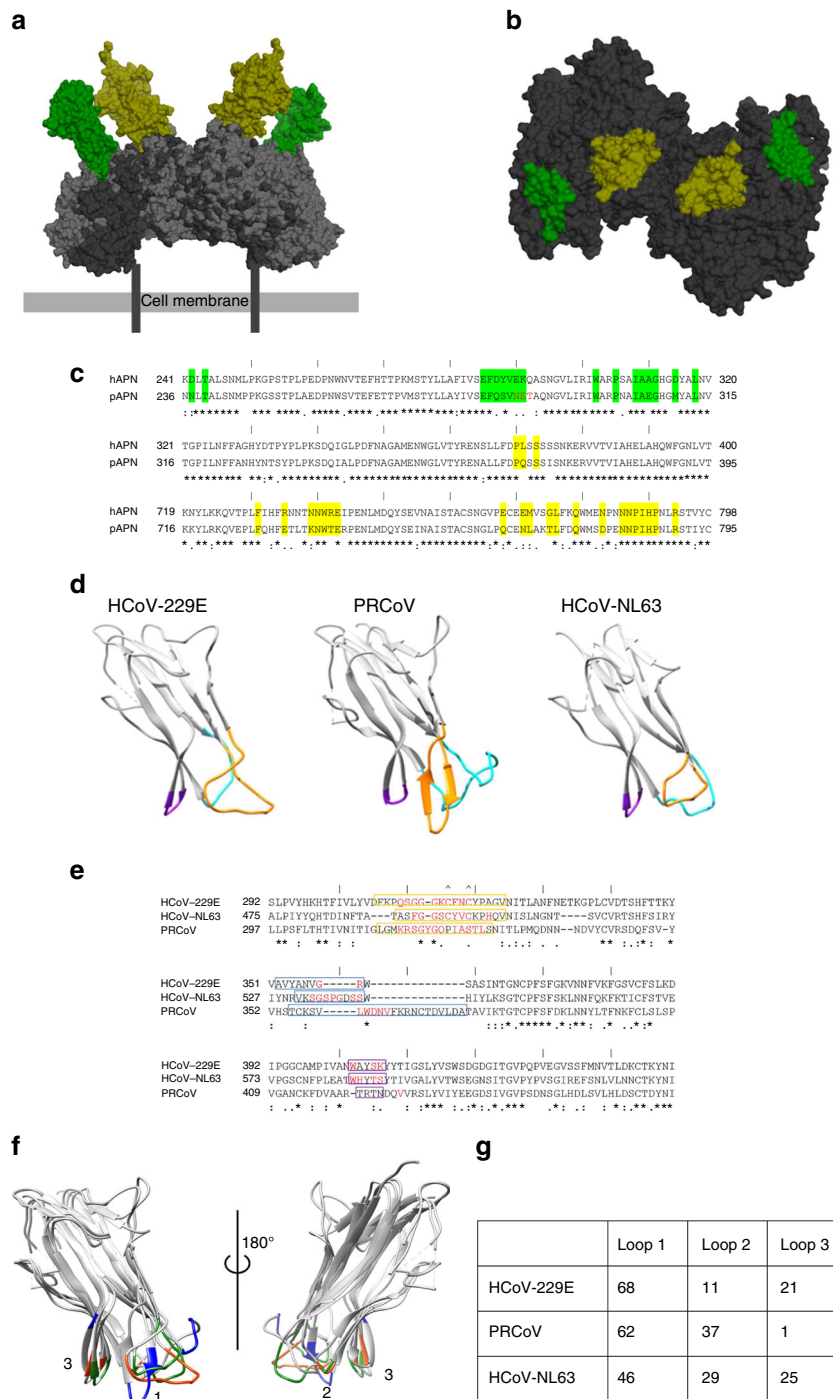 a
b
Cell membrane
c
hAPN 241 KDLTALSNMLPKGPSTPLPEDPNWNVTEFHTTPKMSTYLLAFIVSEFDYVEKQASNGVLIRIWARPSAIAAGHGDYALNV 320
pAPN 236 NNLTALSNMPPKGSSTPLAEDPNWSVTEFETTPVMSTYLLAYIVSEFQSVNETAQNGVLIRIWARPNAIAEGHGMYALNV 315
hAPN 321 TGPILNFFAGHYDTPYPLPKSDQIGLPDFNAGAMENWGLVTYRENSLLFDPLSSSSSNKERVVTVIAHELAHQWFGNLVT 400
pAPN 316 TGPILNFFANHYNTSYPLPKSDQIALPDFNAGAMENWGLVTYRENALLFDPQSSSISNKERVVTVIAHELAHQWFGNLVT 395
hAPN 719 KNYLKKQVTPLFIHFRNNTNNWREIPENLMDQYSEVNAISTACSNGVPECEEMVSGLFKQWMENPNNNPIHPNLRSTVYC 798
pAPN 716 KKYLRKQVEPLFQHFETLTKNWTERPENLMDQYSEINAISTACSNGLPQCENLAKTLFDQWMSDPENNPIHPNLRSTIYC 795
d
HCoV-229E PRCoV HCoV-NL63
e
^ ^
HCoV-229E 292 SLPVYHKHTFIVLYVDFKPQSGG-GKCFNCYPAGVNITLANFNETKGPLCVDTSHFTTKY
HCoV-NL63 475 ALPIYYQHTDINFTA---TASFG-GSCYVCKPHQVNISLNGNT----SVCVRTSHFSIRY
PRCoV 297 LLPSFLTHTIVNITIGLGMKRSGYGQPIASTLSNITLPMQDNN----NDVYCVRSDQFSV-Y
HCoV-229E 351 VAVYANVG----RW---------------SASINTGNCPFSFGKVNNFVKFGSVCFSLKD
HCoV-NL63 527 IYNRVKSGSPGDSSW--------------HIYLKSGTCPFSFSKLNNFQKFKTICFSTVE
PRCoV 352 VHSTCKSV-----LWDNVFKRNCTDVLDATAVIKTGTCPFSFDKLNNYLTFNKFCLSLSP
HCoV-229E 392 IPGGCAMPIVANWAYSKYYTIGSLYVSWSDGDGITGVPQPVEGVSSFMNVTLDKCTKYNI
HCoV-NL63 573 VPGSCNFPLEATWHYTSYTIVGALYVTWSEGNSITGVPYPVSGIREFSNLVLNNCTKYNI
PRCoV 409 VGANCKFDVAAR-TRTNDQVVRSLYVIYEEGDSIVGVPSDNSGLHDLSVLHLDSCTDYNI
f
180°
3
1
2
3
g
Loop 1 Loop 2 Loop 3
HCoV-229E 68 11 21
PRCoV 62 37 1
HCoV-NL63 46 29 25